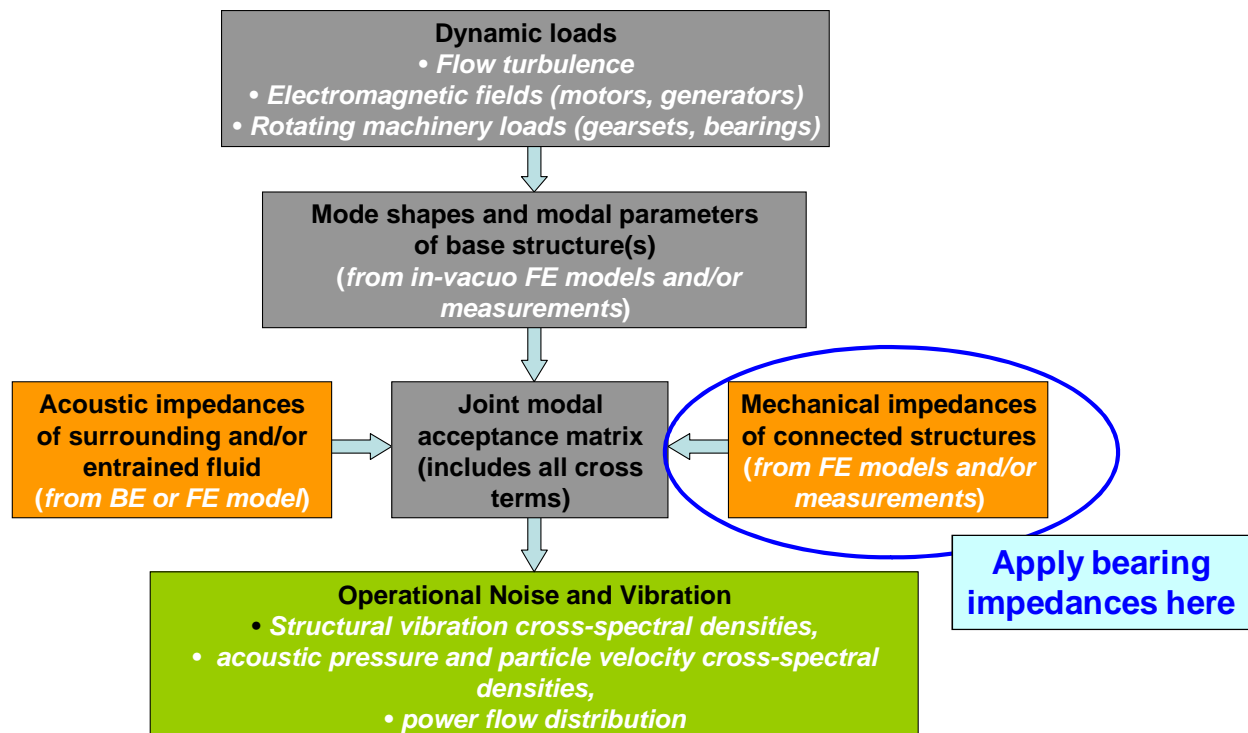 Dynamic loads
• Flow turbulence
• Electromagnetic fields (motors, generators)
• Rotating machinery loads (gearsets, bearings)
Mode shapes and modal parameters
of base structure(s)
(from in-vacuo FE models and/or
measurements)
Acoustic impedances
of surrounding and/or
entrained fluid
(from BE or FE model)
Joint modal
acceptance matrix
(includes all cross
terms)
Mechanical impedances
of connected structures
(from FE models and/or
measurements)
Apply bearing
impedances here
Operational Noise and Vibration
• Structural vibration cross-spectral densities,
• acoustic pressure and particle velocity cross-spectral
densities,
• power flow distribution